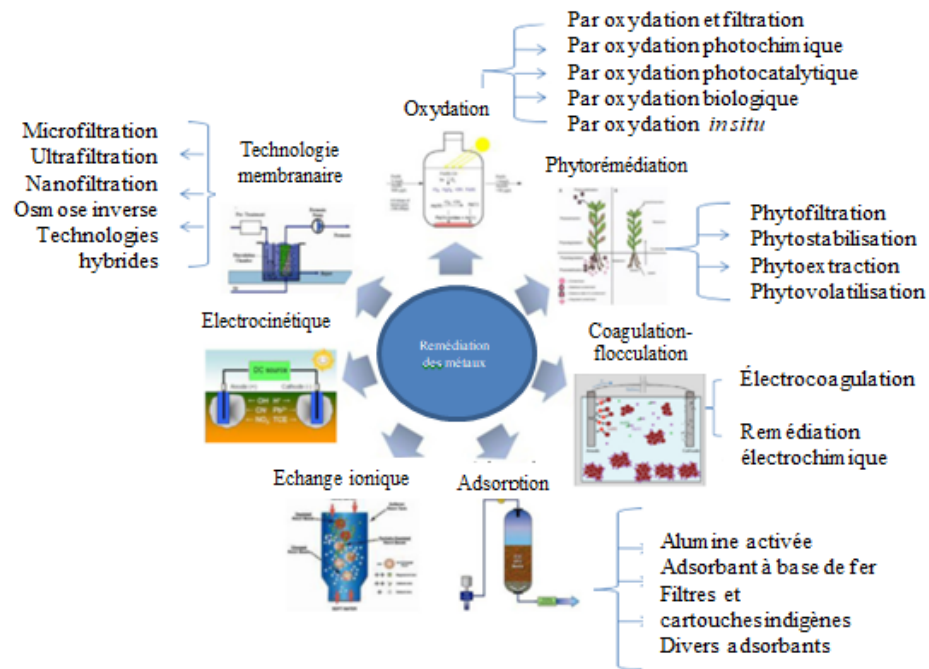 Par oxydation et filtration
Par oxydation photochimique
Par oxydation photocatalytique
Par oxydation biologique
Par oxydation insitu
Oxydation
Microfiltration
Ultrafiltration
Nanofiltration
Osmose inverse
Technologies
hybrides
Technologie
membranaire
Phytorémédiation
Phytofiltration
Phytostabilisation
Phytoextraction
Phytovolatilisation
Electrocinétique
DC source
Anode (+)
Cathode (-)
Remédiation
des métaux
Coagulation-
flocculation
Électrocoagulation
Remédiation
électrochimique
Echange ionique
Adsorption
Alumine activée
Adsorbant à base de fer
Filtres et
cartouches indigènes
Divers adsorbants